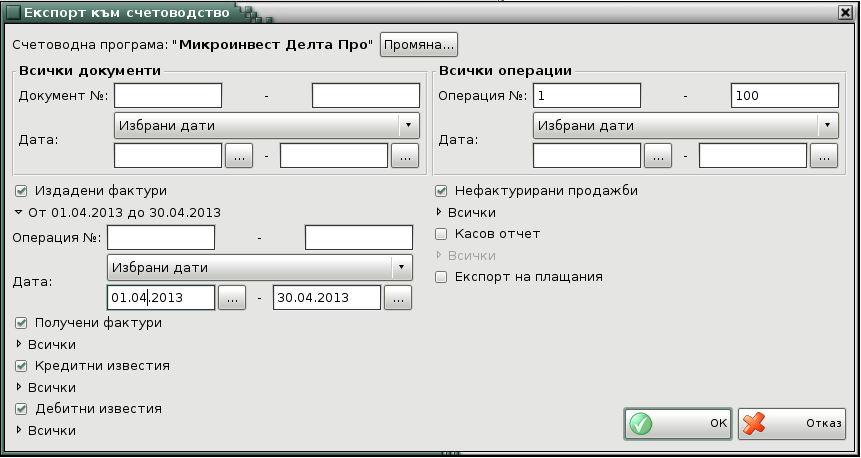 Експорт към счетоводство
Счетоводна програма: "Микроинвест Делта Про" Промяна...
Всички документи
Документ №: -
Дата: Избрани дати
... - ...
Всички операции
Операция №: 1 - 100
Дата: Избрани дати
... - ...
Издадени фактури
От 01.04.2013 до 30.04.2013
Операция №: -
Дата: Избрани дати
01.04.2013 ... - 30.04.2013 ...
Получени фактури
Всички
Кредитни известия
Всички
Дебитни известия
Всички
Нефактурирани продажби
Всички
Касов отчет
Всички
Експорт на плащания
OK Отказ